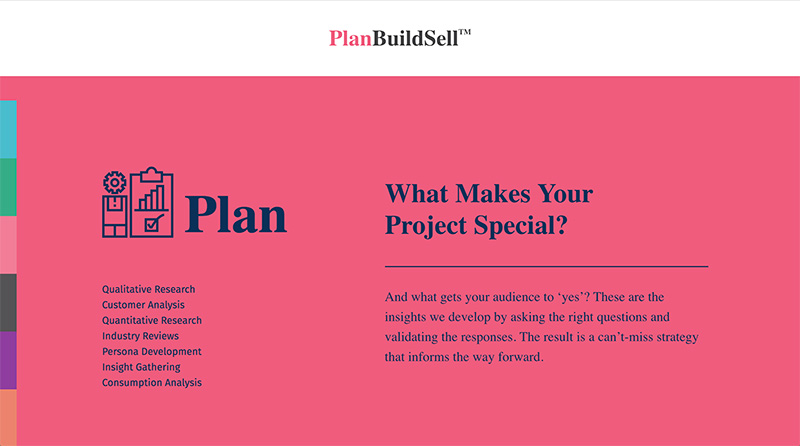 PlanBuildSell™
Plan
Qualitative Research
Customer Analysis
Quantitative Research
Industry Reviews
Persona Development
Insight Gathering
Consumption Analysis
What Makes Your
Project Special?
And what gets your audience to ‘yes’? These are the
insights we develop by asking the right questions and
validating the responses. The result is a can’t-miss strategy
that informs the way forward.